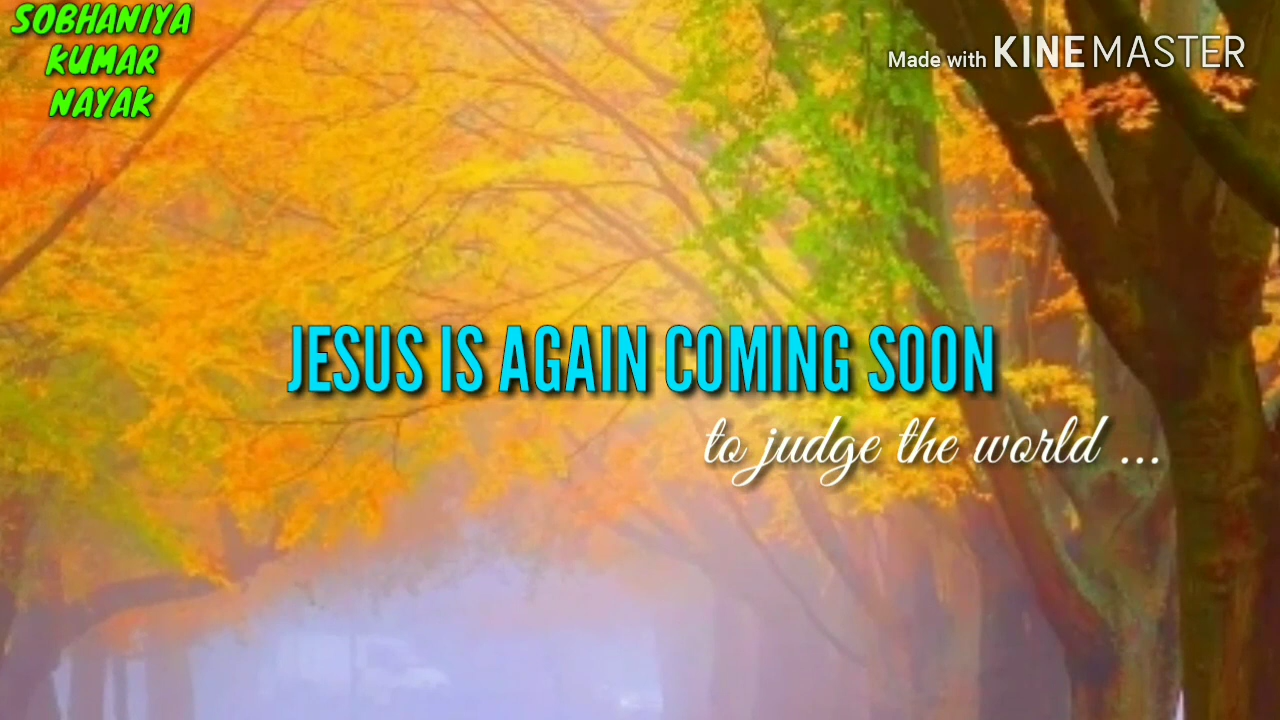 SOBHANIYA
KUMAR
NAYAK
Made with KINEMASTER
JESUS IS AGAIN COMING SOON
to judge the world ...